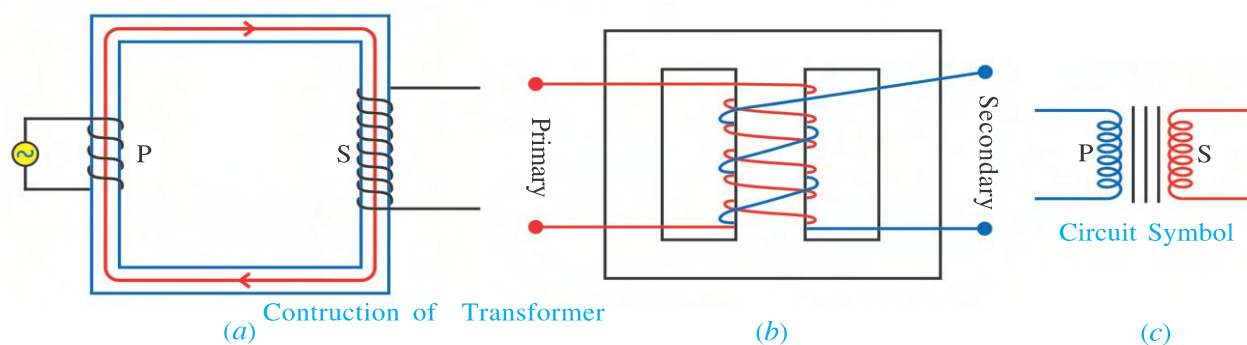 P
S
Primary
Secondary
P
S
Circuit Symbol
Contruction of Transformer
(a)
(b)
(c)